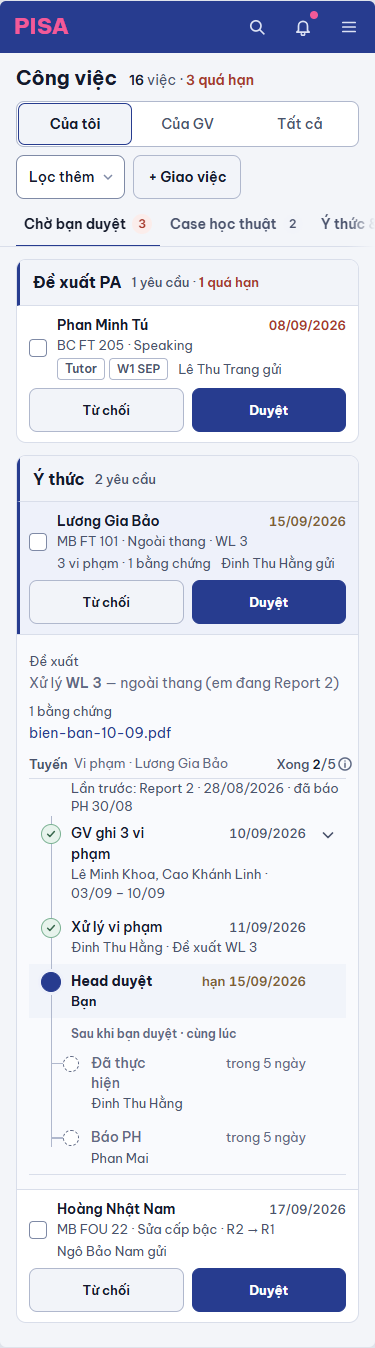 PISA
Công việc 16 việc · 3 quá hạn
Của tôi Của GV Tất cả
Lọc thêm + Giao việc
Chờ bạn duyệt 3 Case học thuật 2 Ý thức &
Đề xuất PA 1 yêu cầu · 1 quá hạn
Phan Minh Tú 08/09/2026
BC FT 205 · Speaking
Tutor W1 SEP Lê Thu Trang gửi
Từ chối Duyệt
Ý thức 2 yêu cầu
Lương Gia Bảo 15/09/2026
MB FT 101 · Ngoài thang · WL 3
3 vi phạm · 1 bằng chứng Đinh Thu Hằng gửi
Từ chối Duyệt
Đề xuất
Xử lý WL 3 — ngoài thang (em đang Report 2)
1 bằng chứng
bien-ban-10-09.pdf
Tuyến Vi phạm · Lương Gia Bảo Xong 2/5
Lần trước: Report 2 · 28/08/2026 · đã báo
PH 30/08
GV ghi 3 vi 10/09/2026
phạm
Lê Minh Khoa, Cao Khánh Linh ·
03/09 – 10/09
Xử lý vi phạm 11/09/2026
Đinh Thu Hằng · Đề xuất WL 3
Head duyệt hạn 15/09/2026
Bạn
Sau khi bạn duyệt · cùng lúc
Đã thực trong 5 ngày
hiện
Đinh Thu Hằng
Báo PH trong 5 ngày
Phan Mai
Hoàng Nhật Nam 17/09/2026
MB FOU 22 · Sửa cấp bậc · R2 → R1
Ngô Bảo Nam gửi
Từ chối Duyệt